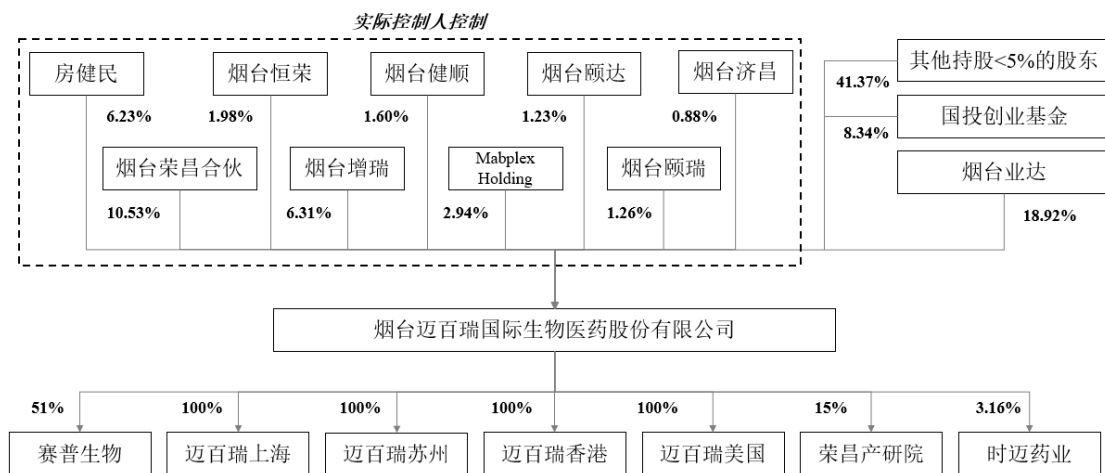 实际控制人控制
房健民
烟台恒荣
烟台健顺
烟台颐达
烟台济昌
其他持股<5%的股东
6.23%
1.98%
1.60%
1.23%
0.88%
41.37%
国投创业基金
8.34%
烟台荣昌合伙
烟台增瑞
Mabplex
Holding
烟台颐瑞
烟台业达
10.53%
6.31%
2.94%
1.26%
18.92%
烟台迈百瑞国际生物医药股份有限公司
51%
100%
100%
100%
100%
15%
3.16%
赛普生物
迈百瑞上海
迈百瑞苏州
迈百瑞香港
迈百瑞美国
荣昌产研院
时迈药业